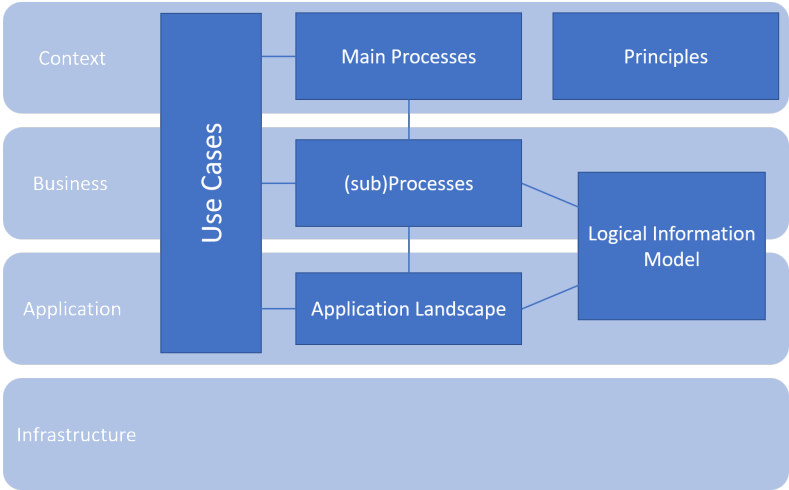 Context
Main Processes
Principles
Use Cases
Business
(sub)Processes
Logical Information
Model
Application
Application Landscape
Infrastructure